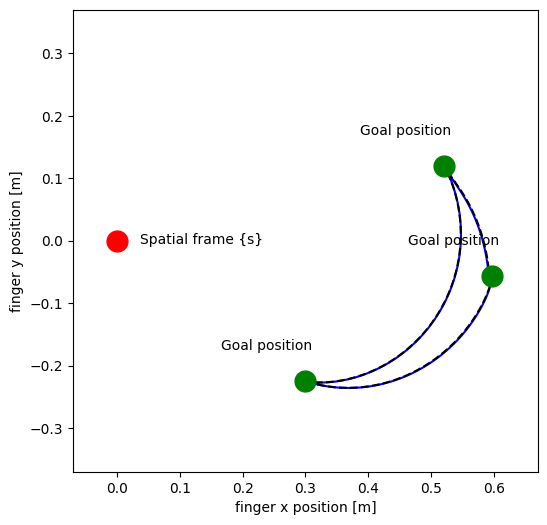 0.3
0.2
0.1
0.0
−0.1
−0.2
−0.3
finger y position [m]
Goal position
Spatial frame {s}
Goal position
Goal position
0.0 0.1 0.2 0.3 0.4 0.5 0.6
finger x position [m]